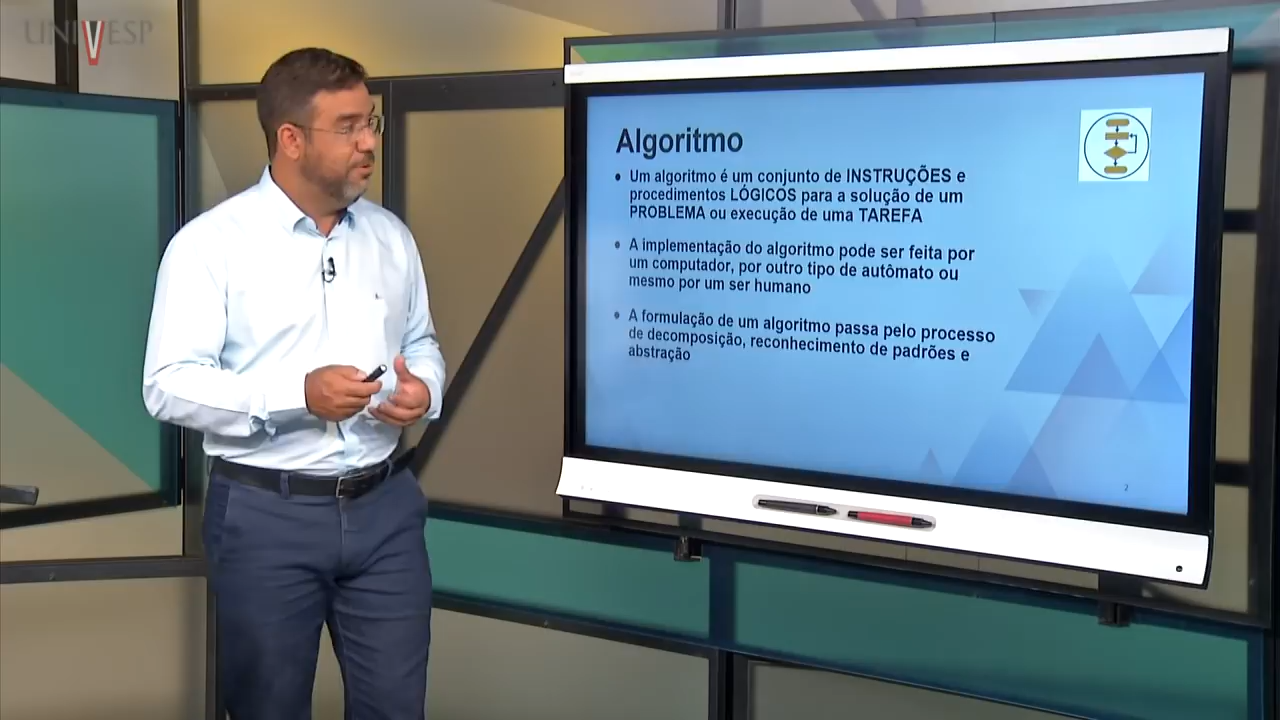 UNIVESP
Algoritmo
• Um algoritmo é um conjunto de INSTRUÇÕES e
procedimentos LÓGICOS para a solução de um
PROBLEMA ou execução de uma TAREFA
• A implementação do algoritmo pode ser feita por
um computador, por outro tipo de autômato ou
mesmo por um ser humano
• A formulação de um algoritmo passa pelo processo
de decomposição, reconhecimento de padrões e
abstração
2